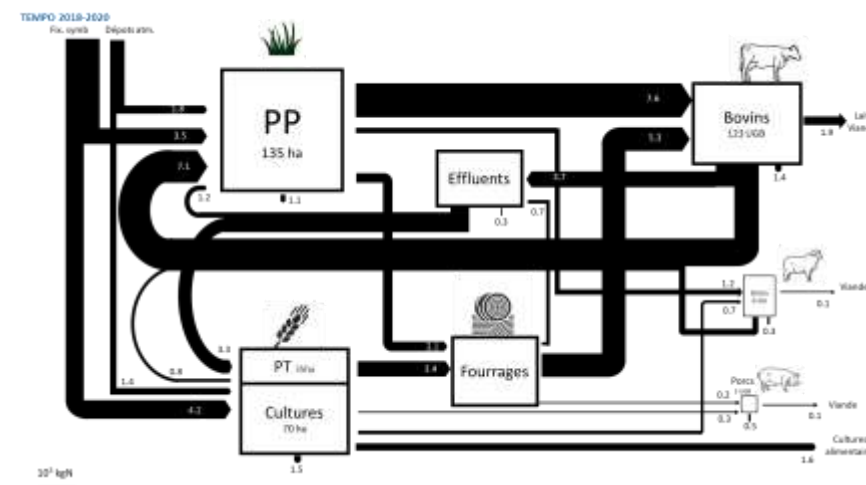 TEMPO 2018-2020
Fix. symb
Dépots atm.
1.8
3.5
7.1
PP
135 ha
1.2
1.1
7.6
5.3
Bovins
123 UGB
1.9
1.4
Effluents
3.7
0.3
0.7
1.2
0.7
0.3
Viande
0.1
3.3
PT
0.8
1.4
4.2
Cultures
70 ha
1.5
3.4
Fourrages
Porcs
0.2
0.3
0.5
Viande
0.1
1.6
Cultures
alimentai
10³ kgN